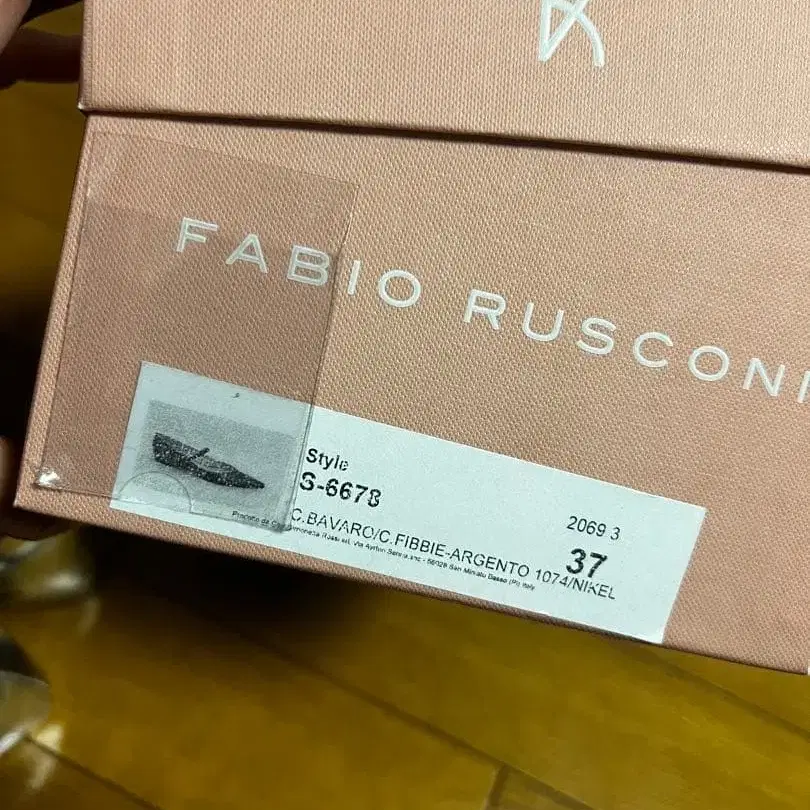 FABIO RUSCONI
Style
S-6678
2069 3
C.BAVARO/C.FIBBIE-ARGENTO 1074/NIKEL
37